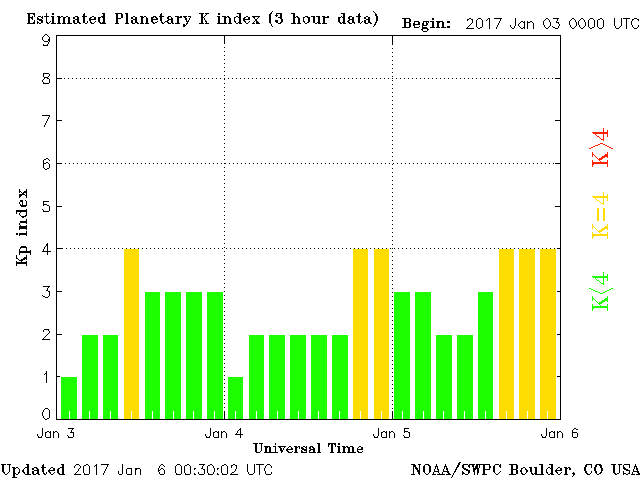 Estimated Planetary K index (3 hour data) Begin: 2017 Jan 03 0000 UTC
9
8
7
6
5
4
3
2
1
0
Kp index
K>4
K=4
K<4
Jan 3 Jan 4 Jan 5 Jan 6
Universal Time
Updated 2017 Jan 6 00:30:02 UTC NOAA/SWPC Boulder, CO USA